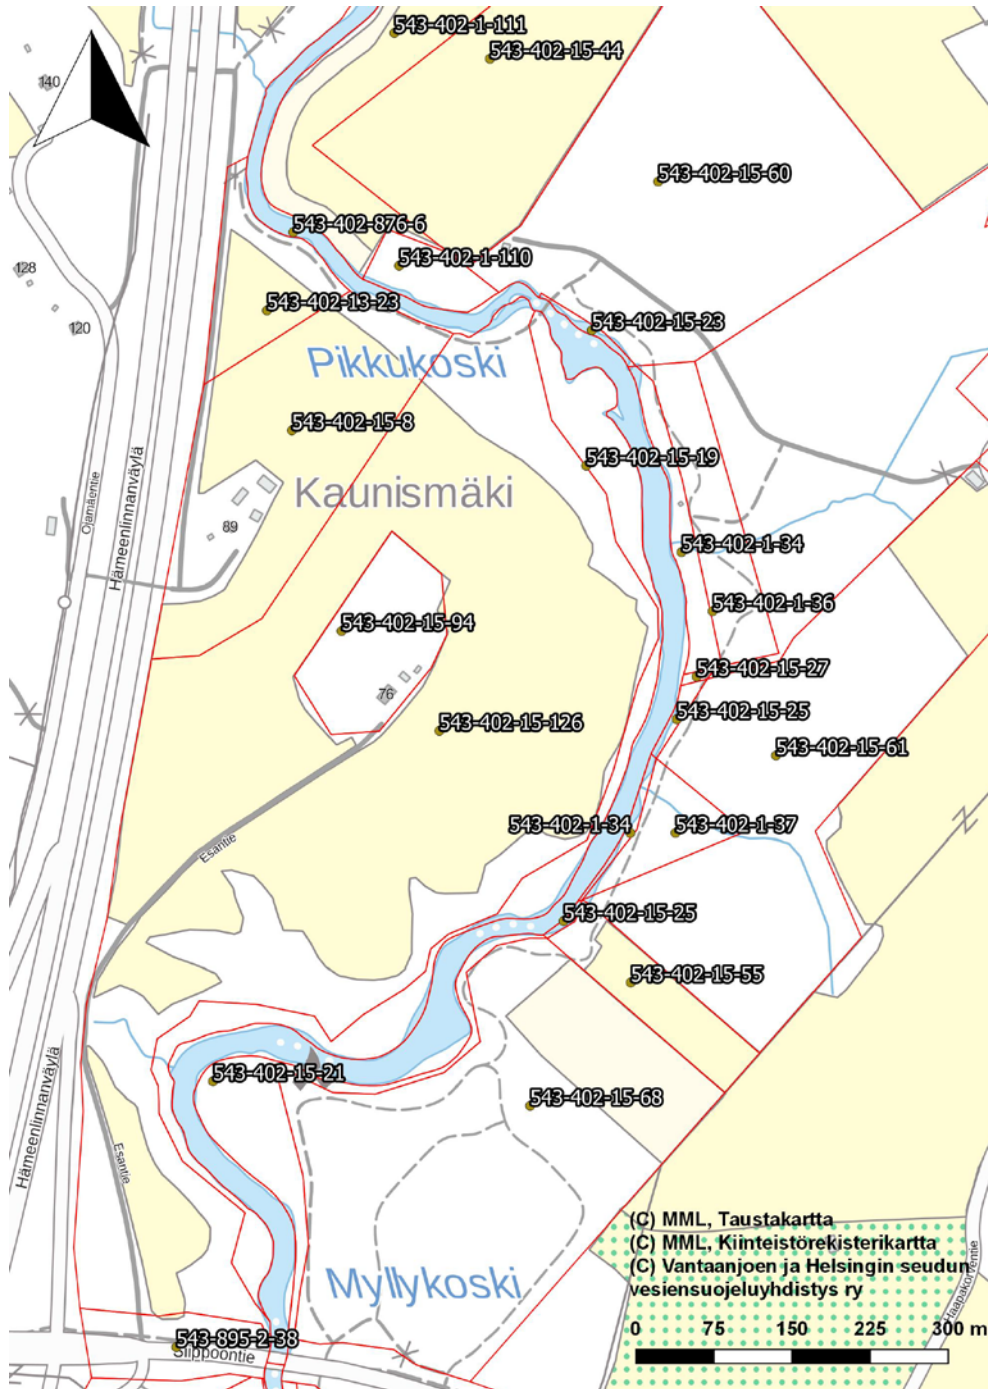 543-402-1-111
543-402-15-44
140
543-402-15-60
543-402-876-6
543-402-1-110
128
543-402-13-23
120
543-402-15-23
Pikkukoski
543-402-15-8
Hämeenlinnanväylä
Ojamäentie
543-402-15-19
Kaunismäki
89
543-402-1-34
543-402-1-36
543-402-15-94
543-402-15-27
76
543-402-15-25
543-402-15-126
543-402-15-61
543-402-1-34
543-402-1-37
Esantie
543-402-15-25
543-402-15-55
Hämeenlinnanväylä
543-402-15-21
543-402-15-68
Esantie
(C) MML, Taustakartta
(C) MML, Kiinteistörekisterikartta
(C) Vantaanjoen ja Helsingin seudun
vesiensuojeluyhdistys ry
Haapakorventie
Myllykoski
0 75 150 225 300 m
543-895-2-38
Slippoontie